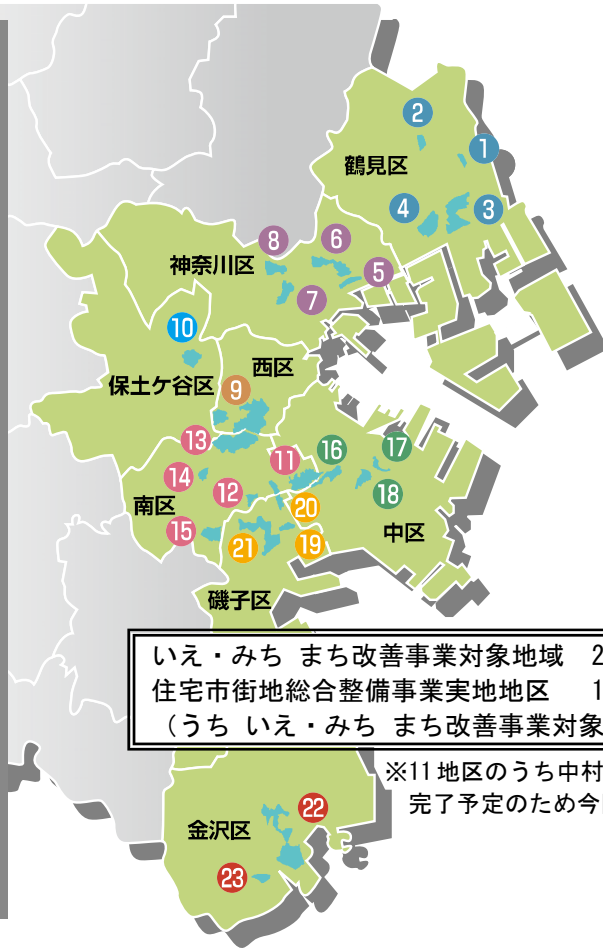 2
1
鶴見区
4
3
8
6
神奈川区
5
7
10
西区
保土ケ谷区
9
13
11
16
17
14
12
18
南区
20
15
中区
21
19
磯子区
いえ・みち まち改善事業対象地域 2
住宅市街地総合整備事業実地地区 1
(うち いえ・みち まち改善事業対象
※11地区のうち中村
完了予定のため今
22
金沢区
23